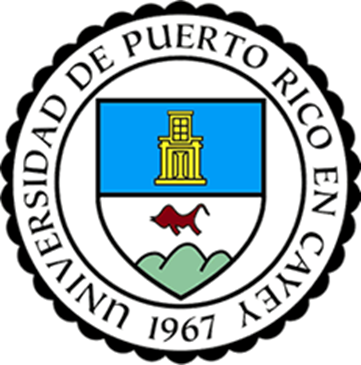 UNIVERSIDAD DE PUERTO RICO EN CAYEY
1967